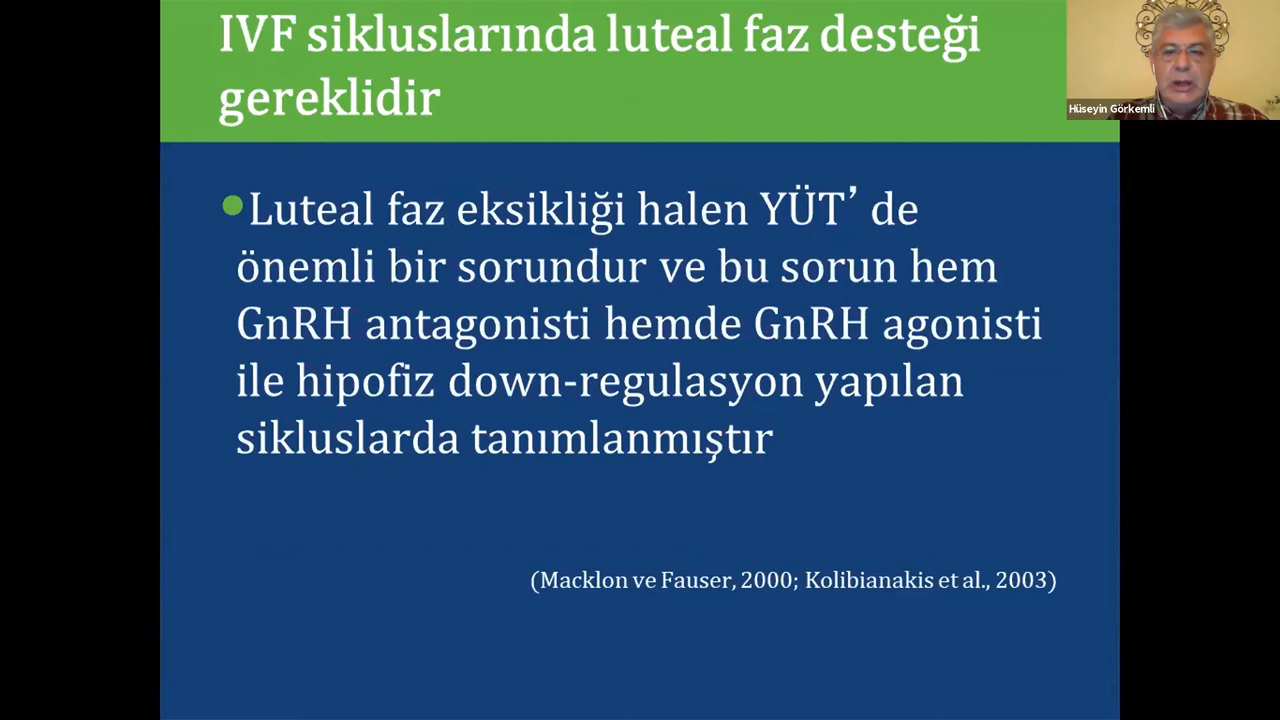 IVF sikluslarında luteal faz desteği
gereklidir
Hüseyin Görkemli
•Luteal faz eksikliği halen YÜT’ de
önemli bir sorundur ve bu sorun hem
GnRH antagonisti hemde GnRH agonisti
ile hipofiz down-regulasyon yapılan
sikluslarda tanımlanmıştır
(Macklon ve Fauser, 2000; Kolibianakis et al., 2003)